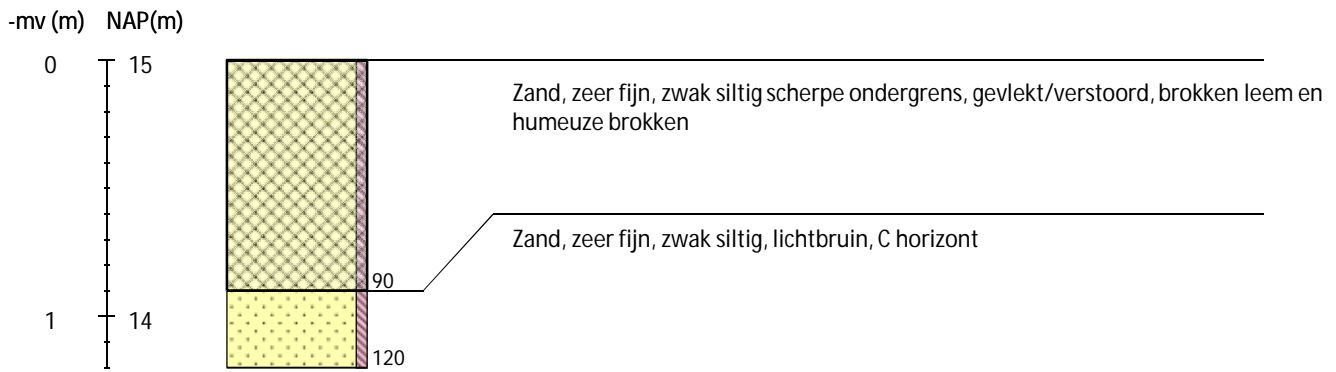 -mv (m) NAP(m)
0 15
Zand, zeer fijn, zwak siltig scherpe ondergrens, gevlekt/verstoord, brokken leem en
humeuze brokken
Zand, zeer fijn, zwak siltig, lichtbruin, C horizont
90
1 14
120